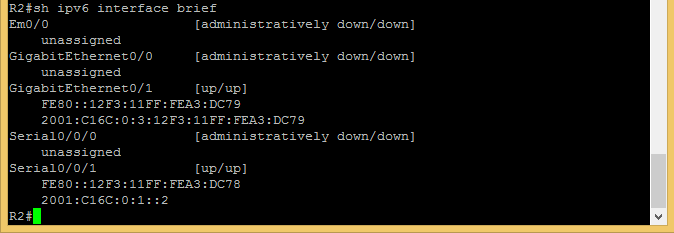 R2#sh ipv6 interface brief
Em0/0                  [administratively down/down]
    unassigned
GigabitEthernet0/0     [administratively down/down]
    unassigned
GigabitEthernet0/1     [up/up]
    FE80::12F3:11FF:FEA3:DC79
    2001:C16C:0:3:12F3:11FF:FEA3:DC79
Serial0/0/0            [administratively down/down]
    unassigned
Serial0/0/1            [up/up]
    FE80::12F3:11FF:FEA3:DC78
    2001:C16C:0:1::2
R2#